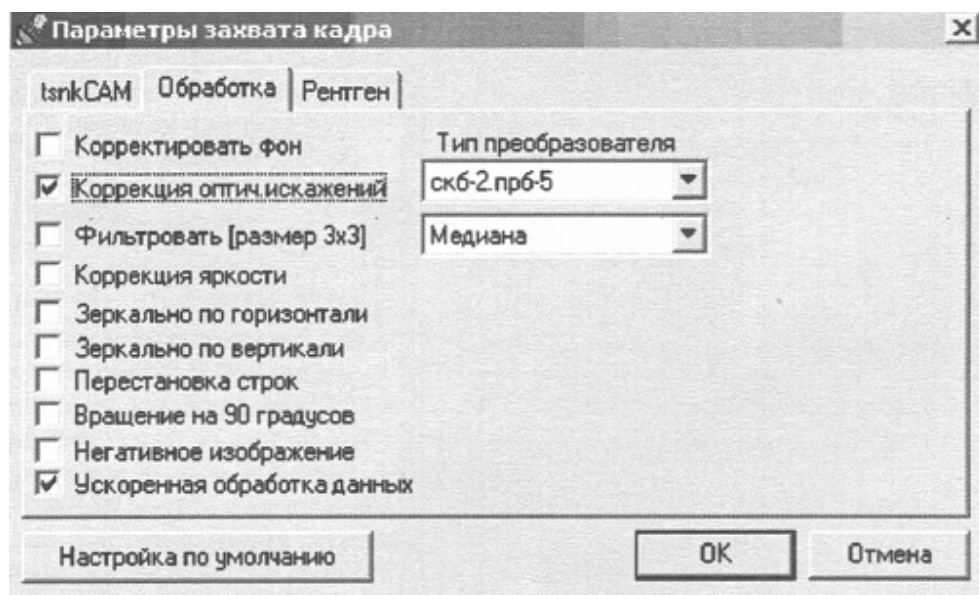 Параметры захвата кадра
tsnkCAM Обработка Рентген
Корректировать фон
Тип преобразователя
Коррекция оптич.искажений
скб-2.прб-5
Фильтровать [размер 3x3]
Медиана
Коррекция яркости
Зеркально по горизонтали
Зеркально по вертикали
Перестановка строк
Вращение на 90 градусов
Негативное изображение
Ускоренная обработка данных
Настройка по умолчанию
OK
Отмена